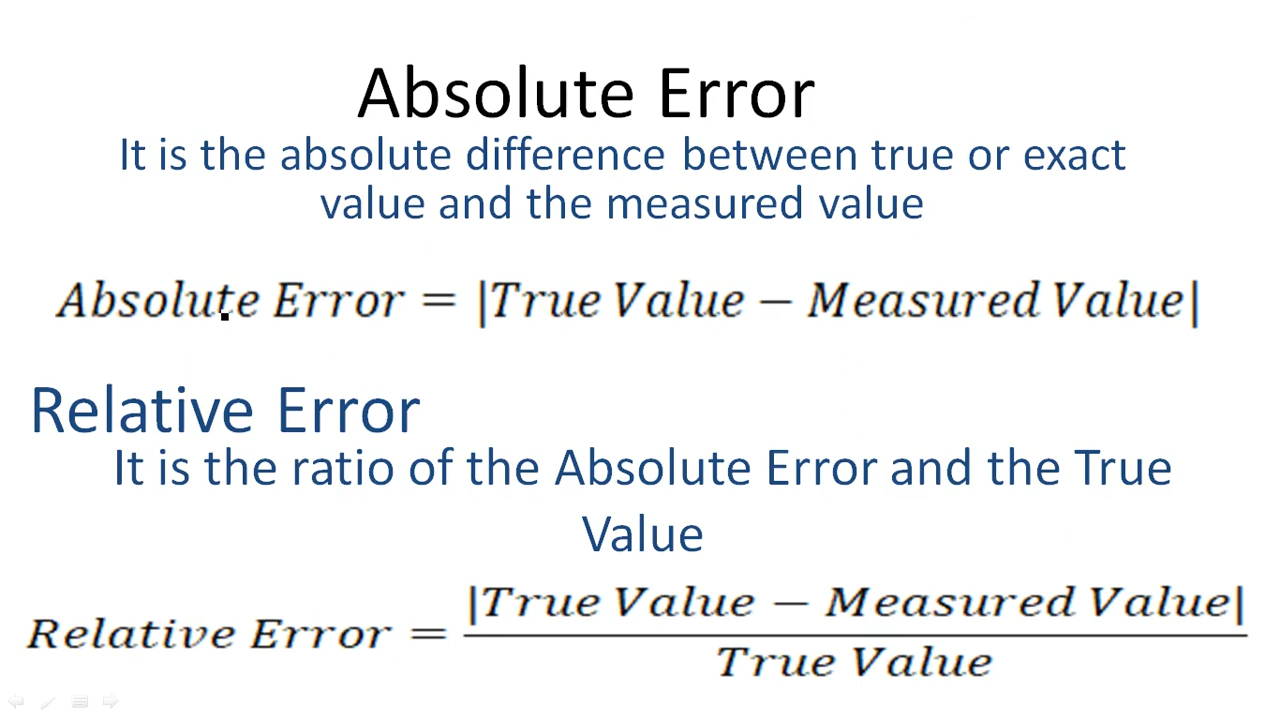 Absolute Error
It is the absolute difference between true or exact
value and the measured value
Absolute Error = |True Value − Measured Value|
Relative Error
It is the ratio of the Absolute Error and the True
Value
|True Value − Measured Value|
Relative Error =
True Value